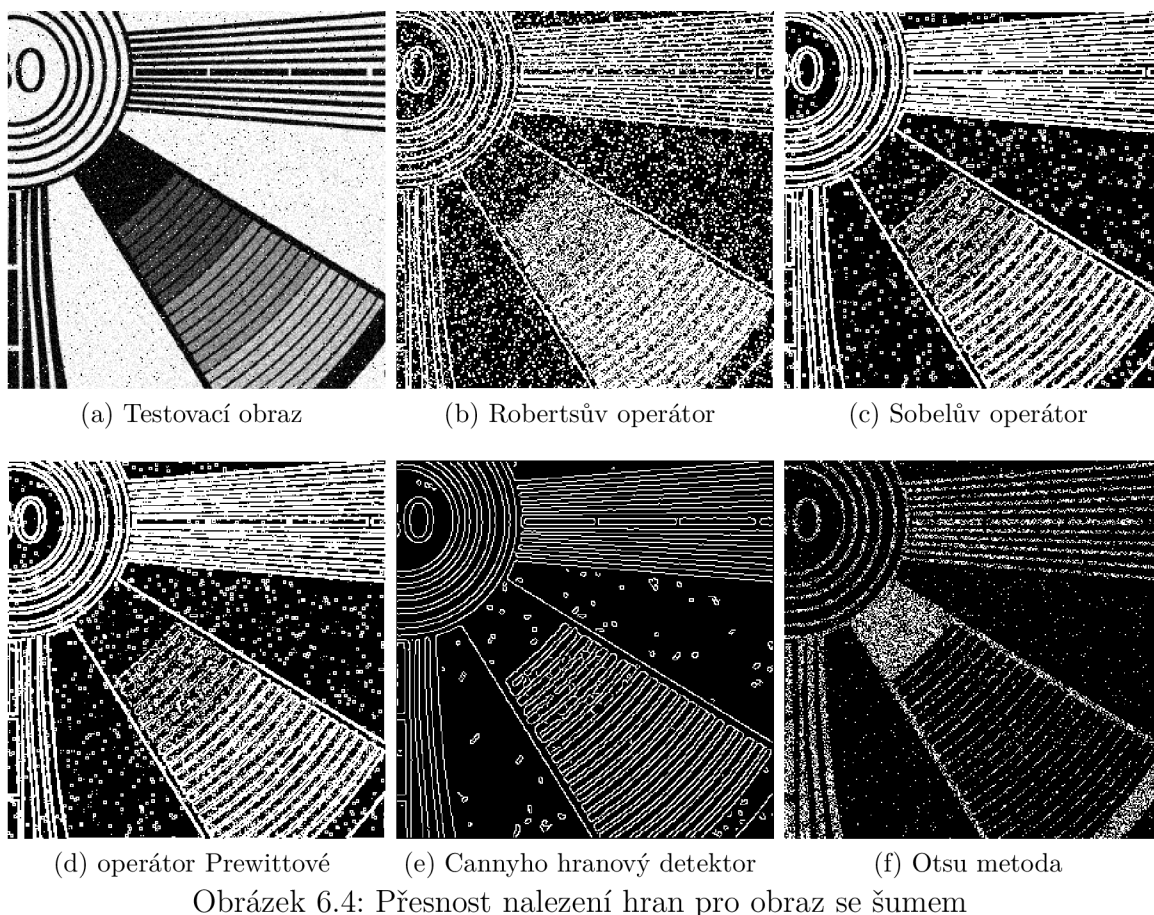 (a) Testovací obraz
(b) Robertsův operátor
(c) Sobelův operátor
(d) operátor Prewittové
(e) Cannyho hranový detektor
(f) Otsu metoda
Obrázek 6.4: Přesnost nalezení hran pro obraz se šumem